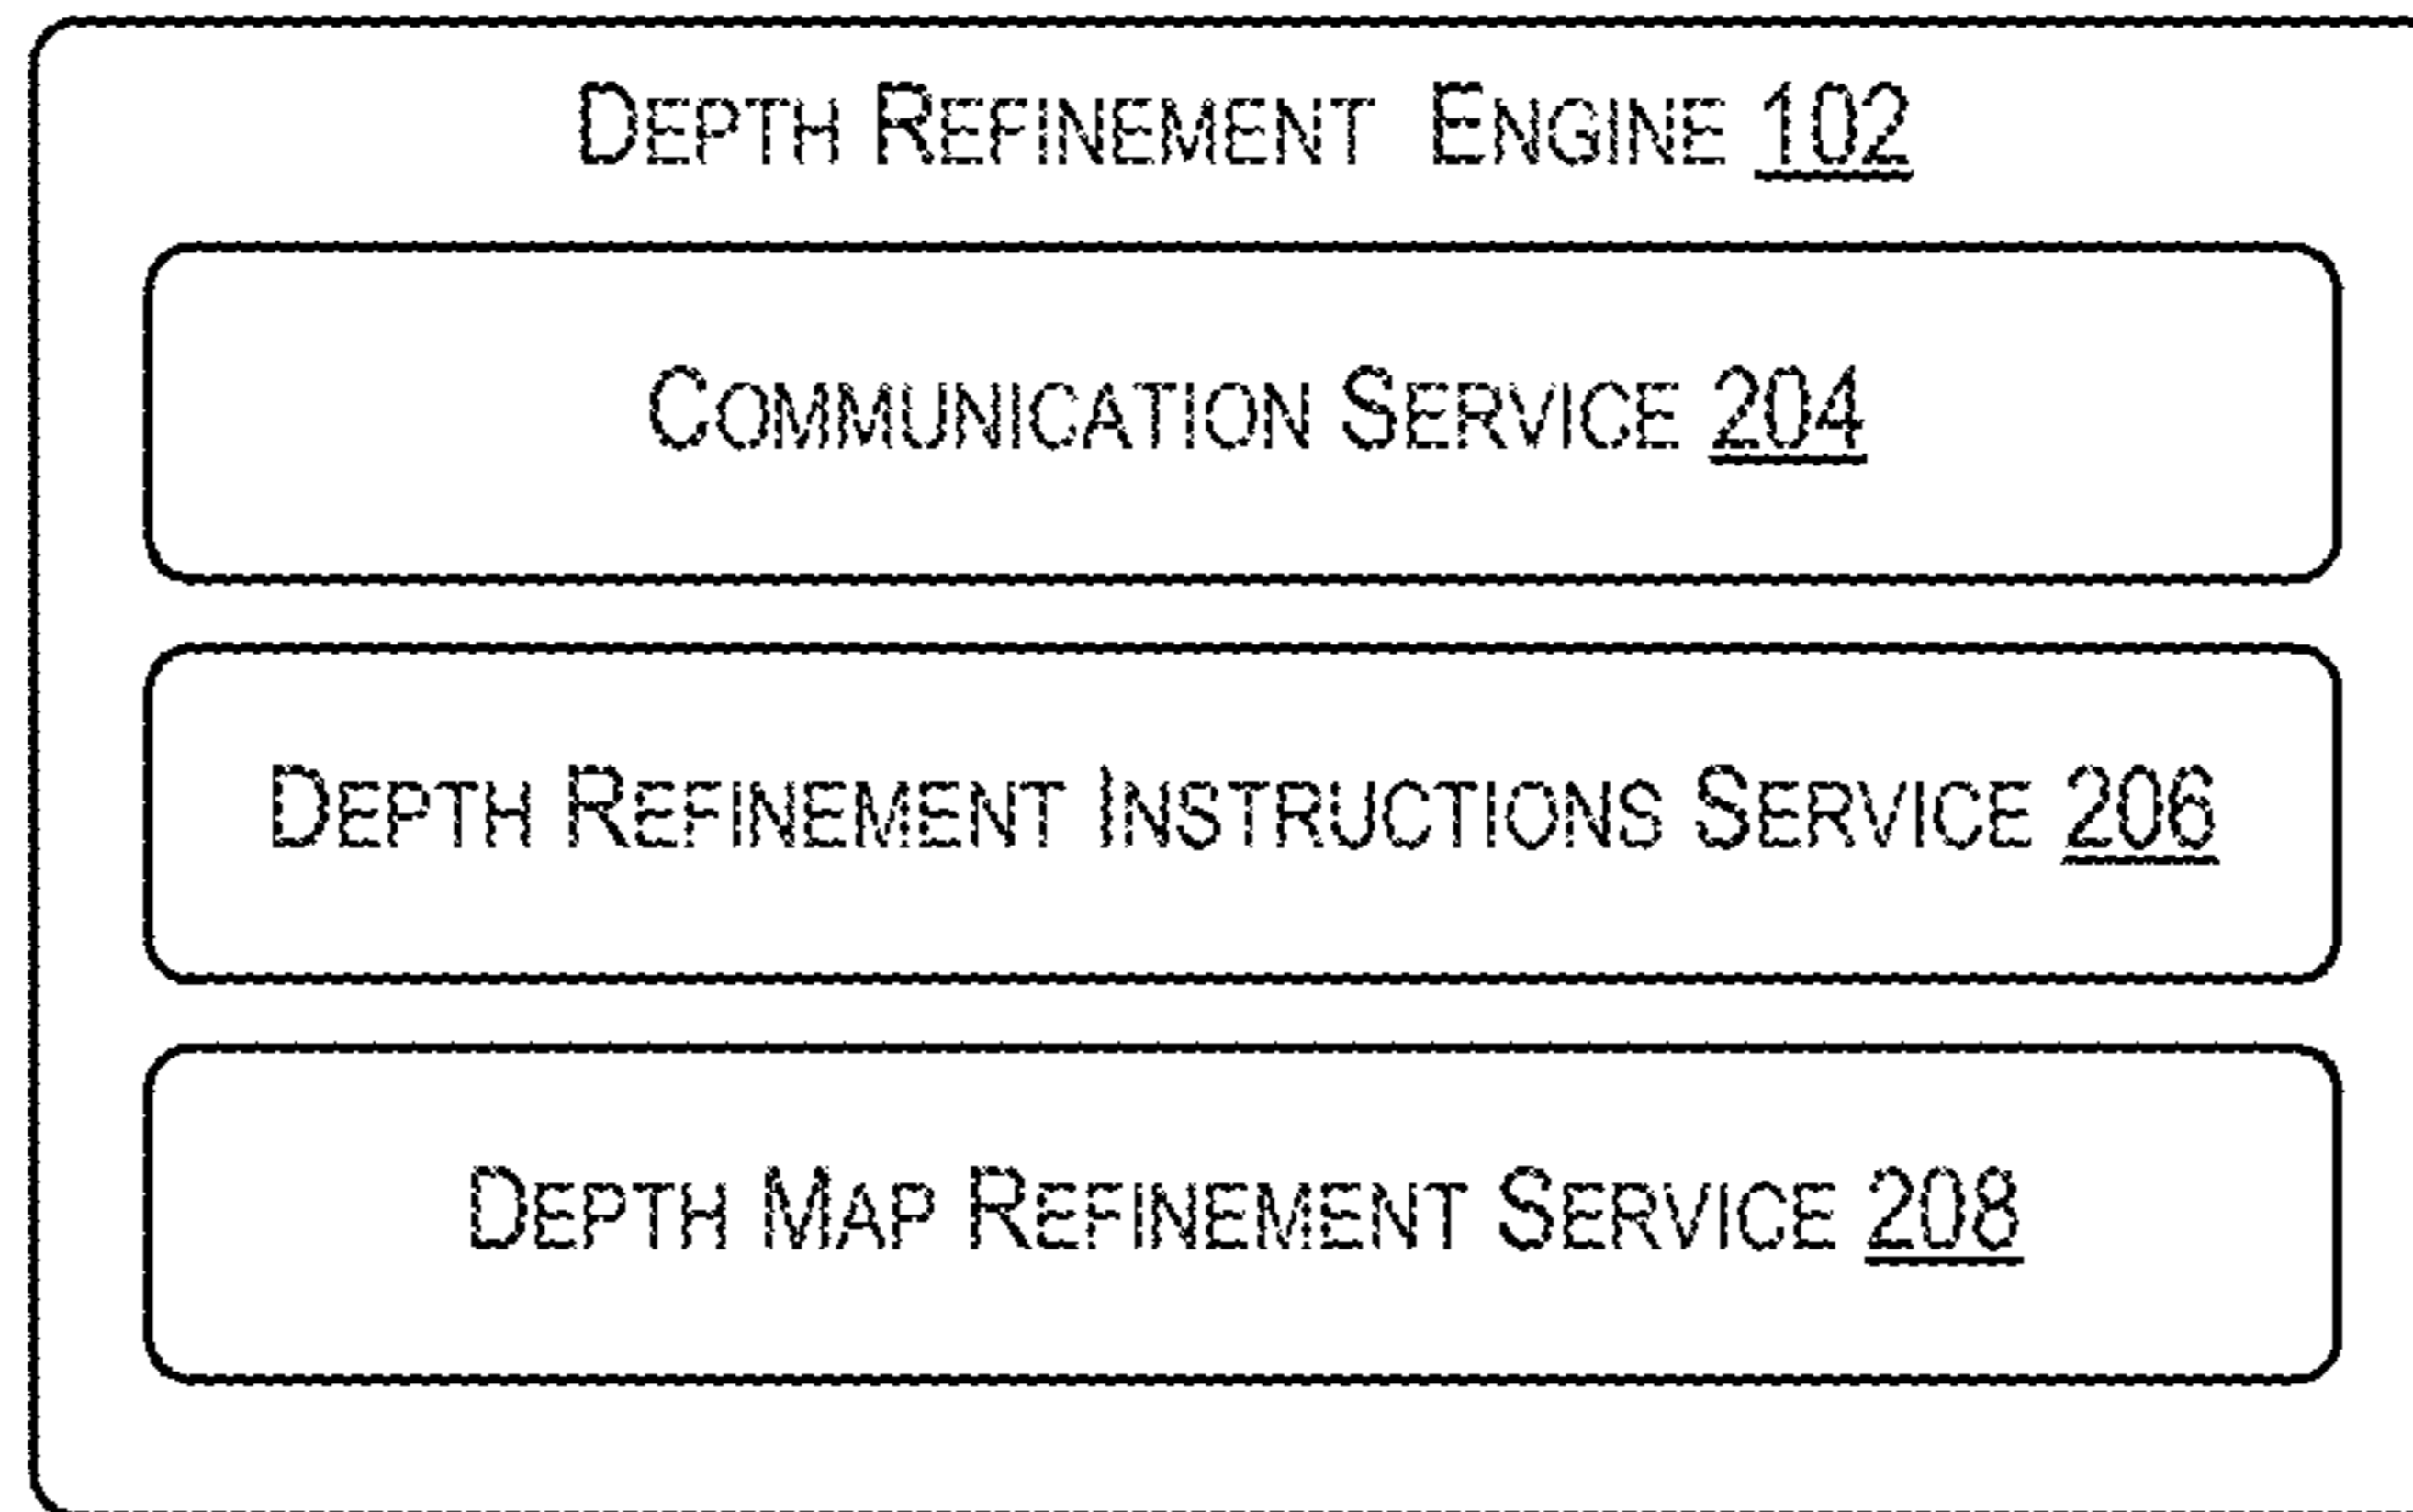 DEPTH REFINEMENT ENGINE 102
COMMUNICATION SERVICE 204
DEPTH REFINEMENT INSTRUCTIONS SERVICE 206
DEPTH MAP REFINEMENT SERVICE 208